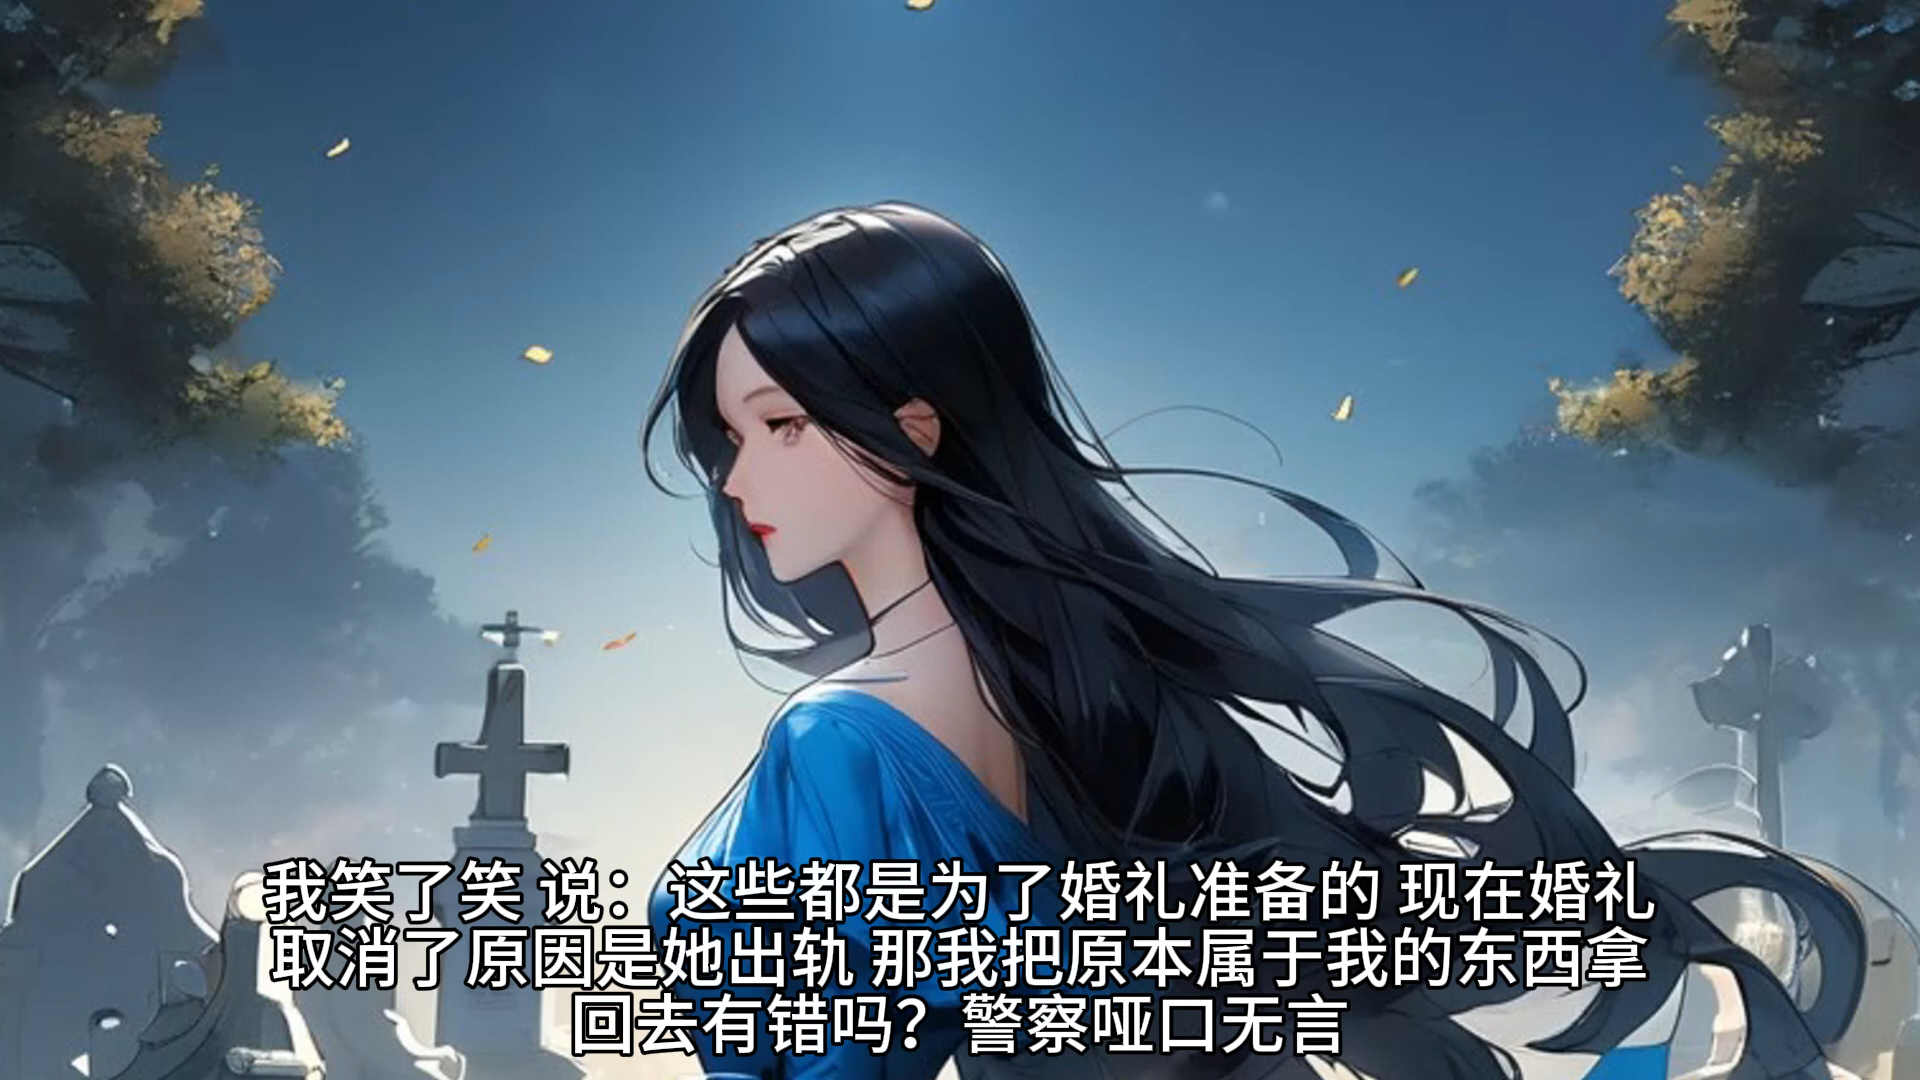 我笑了笑 说：这些都是为了婚礼准备的 现在婚礼
取消了原因是她出轨 那我把原本属于我的东西拿
回去有错吗？警察哑口无言